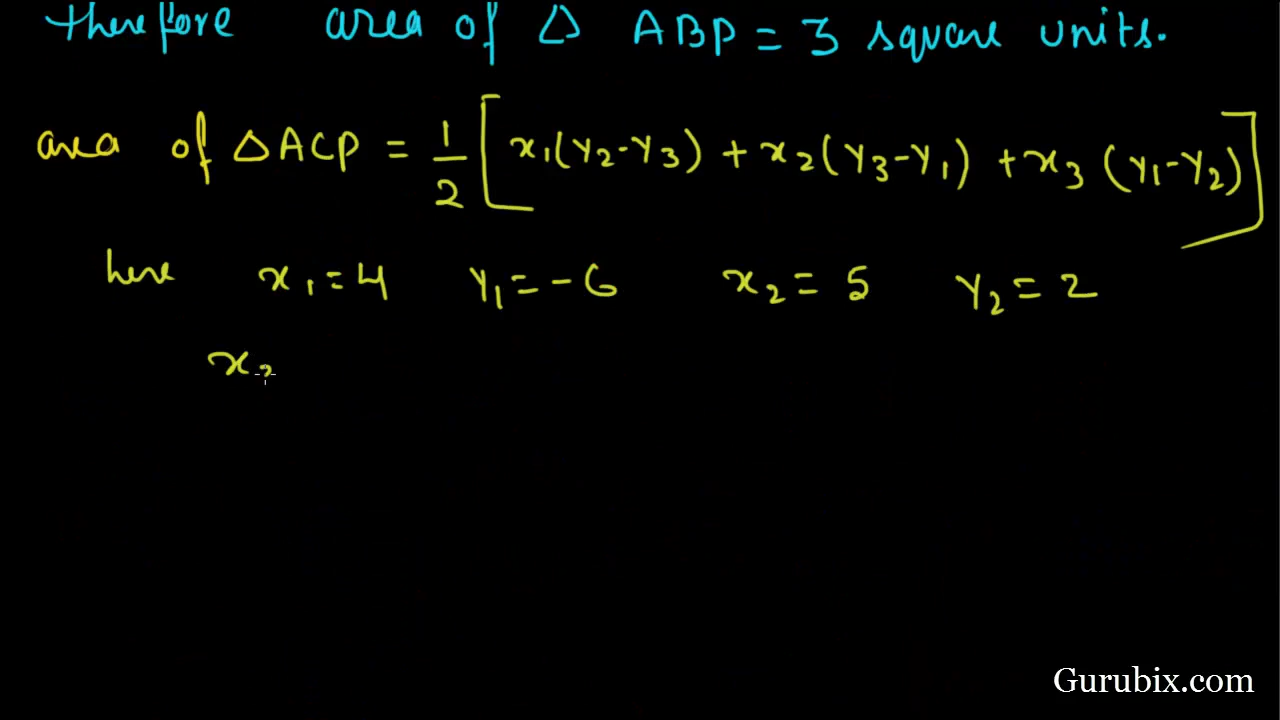 therefore area of Δ ABP = 3 square units.
area of ΔACP = 1/2 [x₁(Y₂-Y₃) + x₂(Y₃-Y₁) + x₃(Y₁-Y₂)]
here x₁=4 Y₁=-6 x₂=5 Y₂=2
x
Gurubix.com